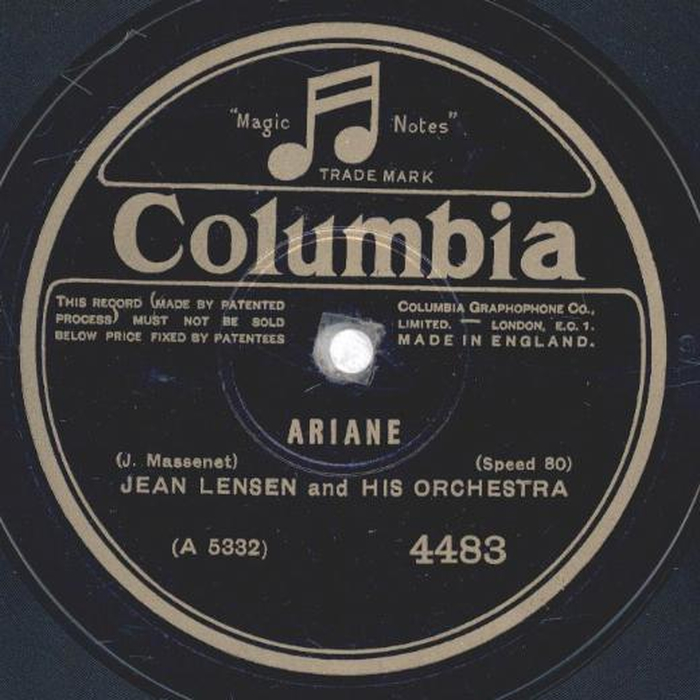 "Magic Notes"
TRADE MARK
Columbia
THIS RECORD (MADE BY PATENTED
PROCESS) MUST NOT BE SOLD
BELOW PRICE FIXED BY PATENTEES
COLUMBIA GRAPHOPHONE CO.,
LIMITED. — LONDON, E.C. 1.
MADE IN ENGLAND.
ARIANE
(J. Massenet) (Speed 80)
JEAN LENSEN and HIS ORCHESTRA
(A 5332) 4483